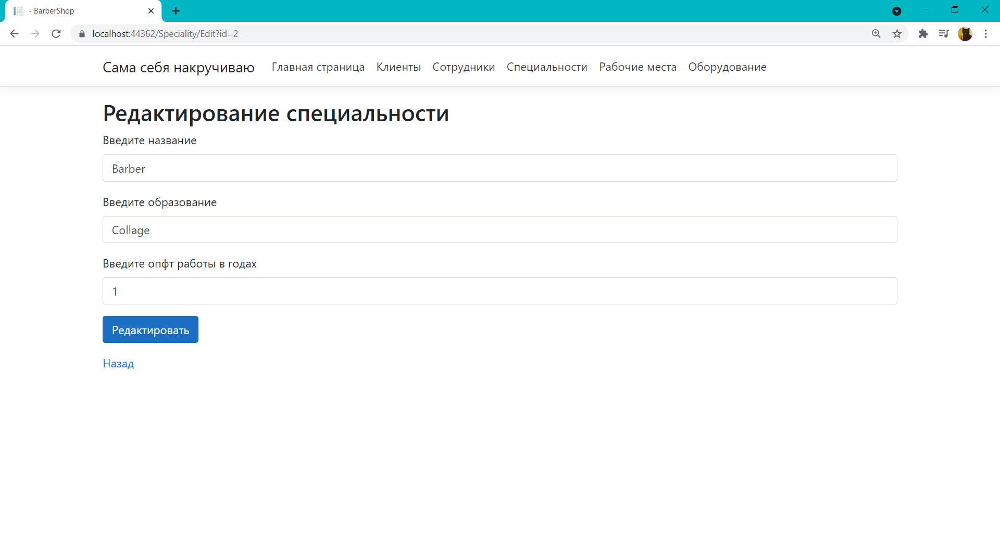 - BarberShop
localhost:44362/Speciality/Edit?id=2
Сама себя накручиваю Главная страница Клиенты Сотрудники Специальности Рабочие места Оборудование
Редактирование специальности
Введите название
Barber
Введите образование
Collage
Введите опфт работы в годах
1
Редактировать
Назад